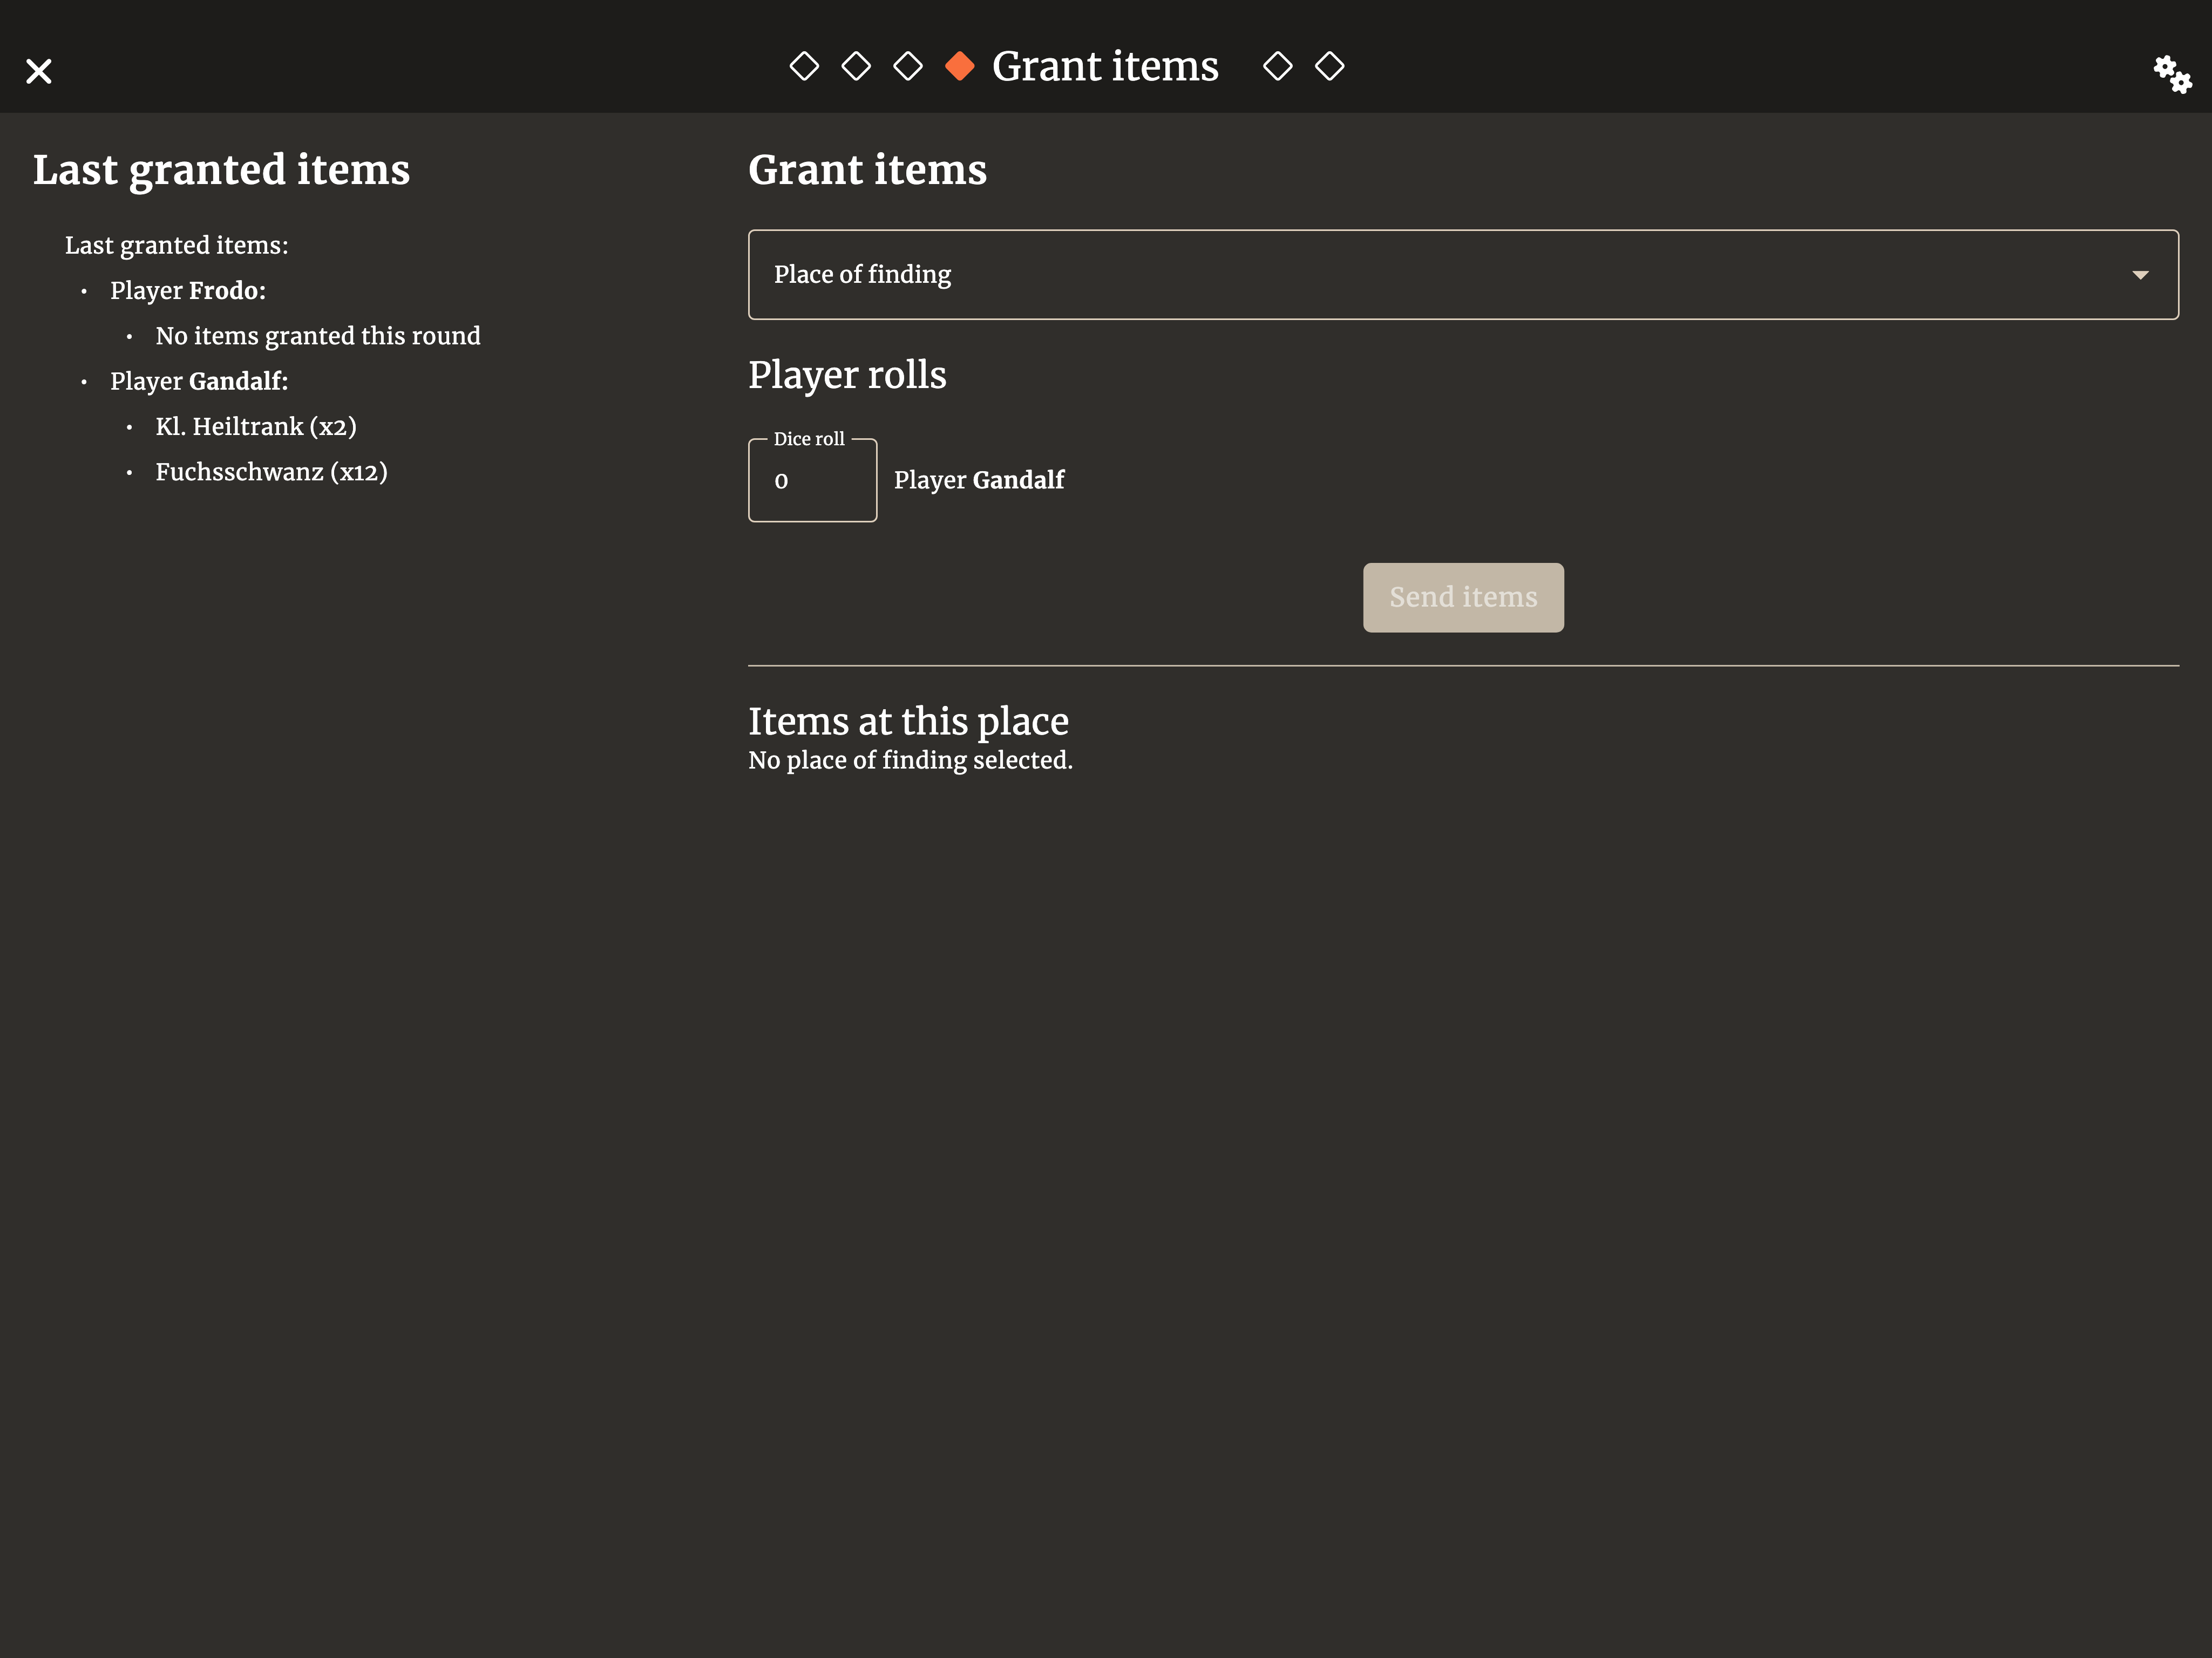 Grant items
Last granted items
Last granted items:
• Player Frodo:
• No items granted this round
• Player Gandalf:
• Kl. Heiltrank (x2)
• Fuchsschwanz (x12)
Grant items
Place of finding
Player rolls
Dice roll
0
Player Gandalf
Send items
Items at this place
No place of finding selected.